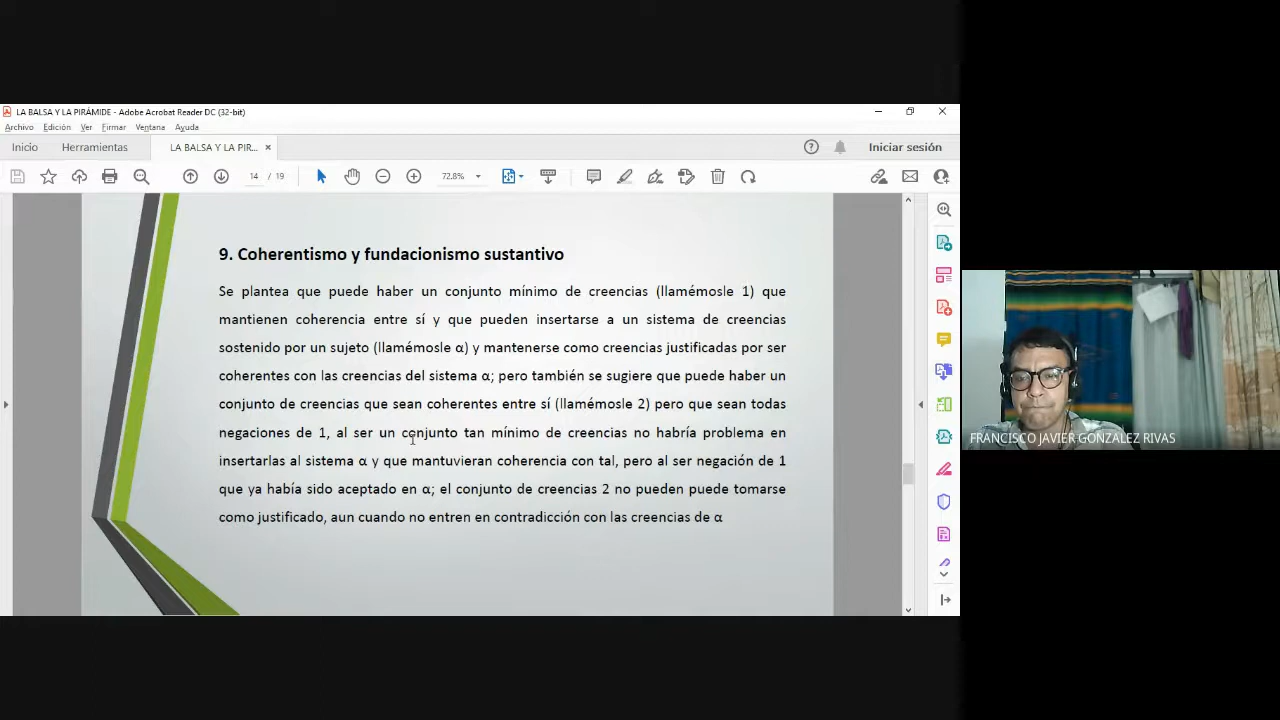 LA BALSA Y LA PIRÁMIDE - Adobe Acrobat Reader DC (32-bit)
Archivo Edición Ver Firmar Ventana Ayuda
Inicio Herramientas LA BALSA Y LA PIR... × Iniciar sesión
14 / 19 72.8%
9. Coherentismo y fundacionismo sustantivo
Se plantea que puede haber un conjunto mínimo de creencias (llamémosle 1) que
mantienen coherencia entre sí y que pueden insertarse a un sistema de creencias
sostenido por un sujeto (llamémosle α) y mantenerse como creencias justificadas por ser
coherentes con las creencias del sistema α; pero también se sugiere que puede haber un
conjunto de creencias que sean coherentes entre sí (llamémosle 2) pero que sean todas
negaciones de 1, al ser un conjunto tan mínimo de creencias no habría problema en
insertarlas al sistema α y que mantuvieran coherencia con tal, pero al ser negación de 1
que ya había sido aceptado en α; el conjunto de creencias 2 no pueden puede tomarse
como justificado, aun cuando no entren en contradicción con las creencias de α
FRANCISCO JAVIER GONZALEZ RIVAS